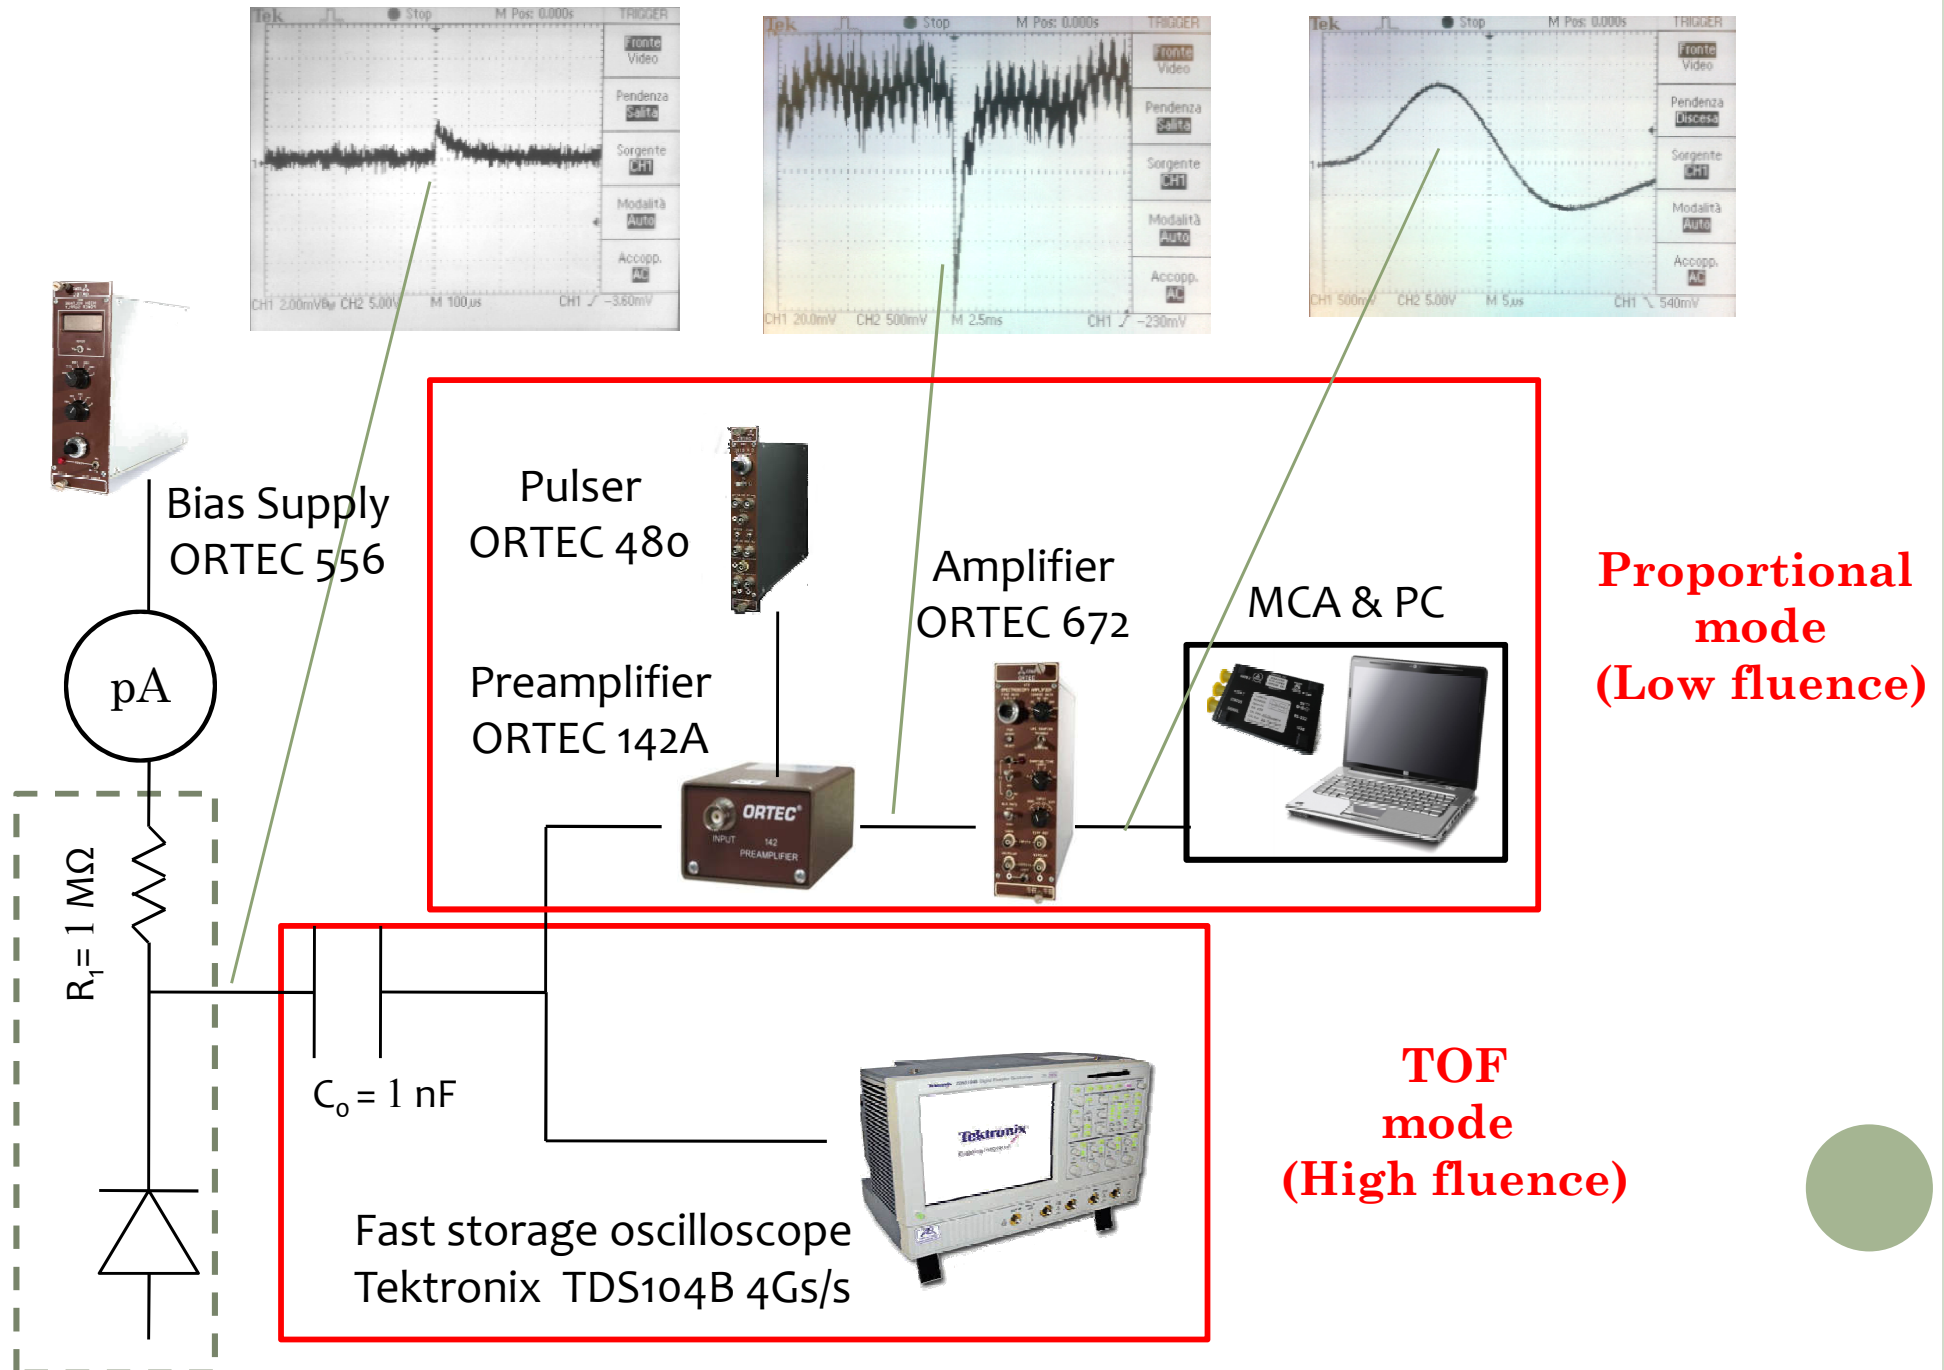 Tek Stop M Pos: 0.000s TRIGGER
Fronte
Video
Pendenza
Salita
Sorgente
CH1
Modalità
Auto
Accopp.
AC
1
CH1 2.00mV CH2 5.00V M 100µs CH1 -3.60mV
Tek Stop M Pos: 0.000s TRIGGER
Fronte
Video
Pendenza
Salita
Sorgente
CH1
Modalità
Auto
Accopp.
AC
CH1 20.0mV CH2 500mV M 2.5ms CH1 -230mV
Tek Stop M Pos: 0.000s TRIGGER
Fronte
Video
Pendenza
Discesa
Sorgente
CH1
Modalità
Auto
Accopp.
AC
1
CH1 500mV CH2 5.00V M 5µs CH1 540mV
Bias Supply
ORTEC 556
pA
R₁= 1 MΩ
Pulser
ORTEC 480
Preamplifier
ORTEC 142A
ORTEC®
INPUT
142
PREAMPLIFIER
Amplifier
ORTEC 672
MCA & PC
Proportional
mode
(Low fluence)
C₀ = 1 nF
Tektronix
Fast storage oscilloscope
Tektronix TDS104B 4Gs/s
TOF
mode
(High fluence)